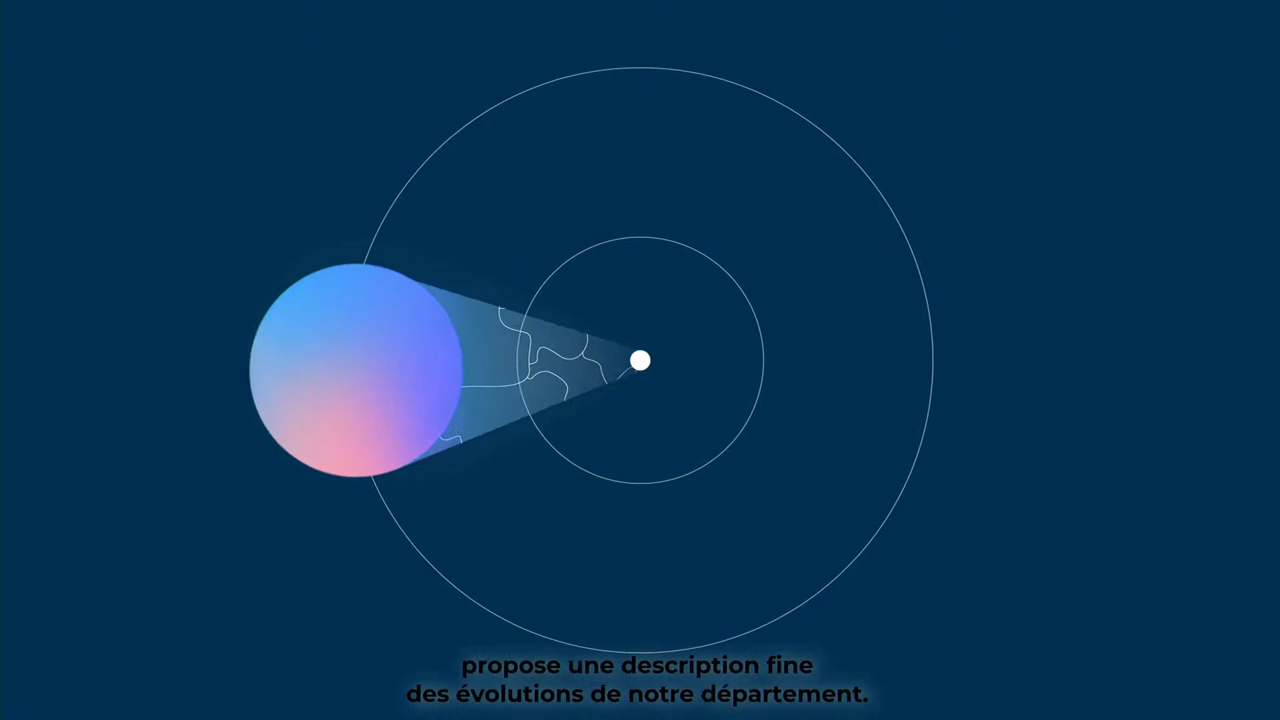 propose une description fine
des évolutions de notre département.